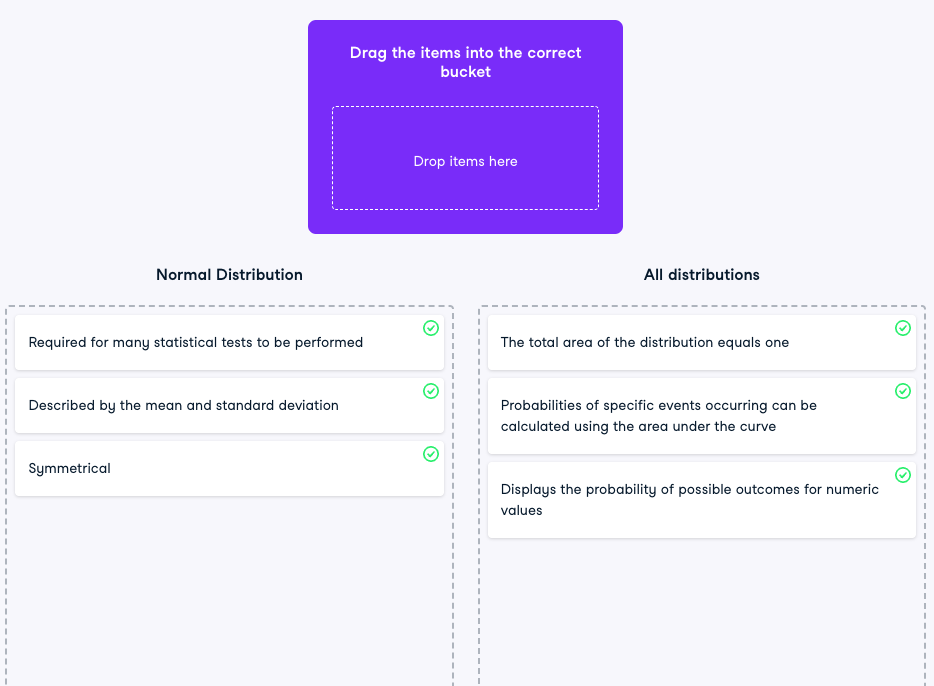 Drag the items into the correct
bucket
Drop items here
Normal Distribution
Required for many statistical tests to be performed
Described by the mean and standard deviation
Symmetrical
All distributions
The total area of the distribution equals one
Probabilities of specific events occurring can be
calculated using the area under the curve
Displays the probability of possible outcomes for numeric
values